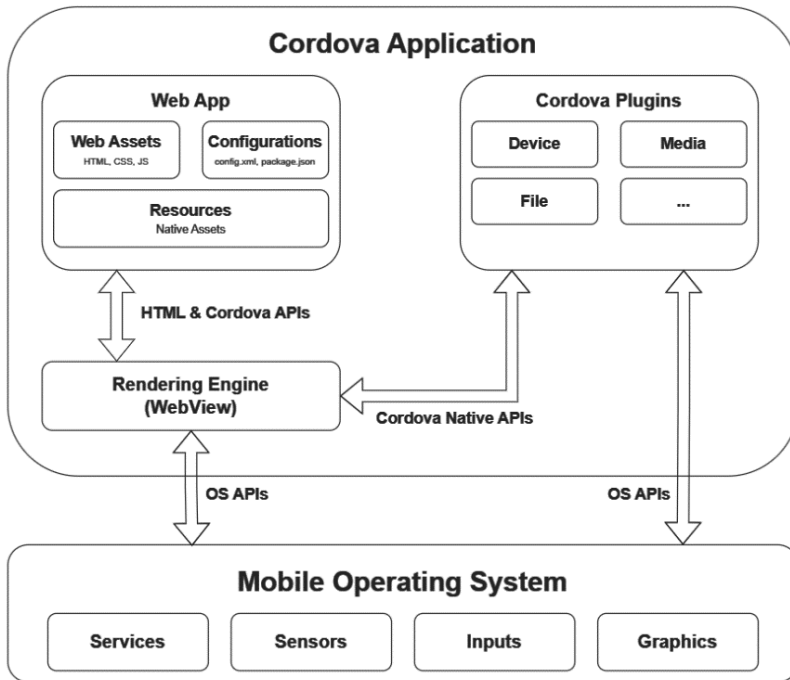 Cordova Application
Web App
Web Assets
HTML, CSS, JS
Configurations
config.xml, package.json
Resources
Native Assets
Cordova Plugins
Device
Media
File
...
HTML & Cordova APIs
Rendering Engine
(WebView)
Cordova Native APIs
OS APIs
OS APIs
Mobile Operating System
Services
Sensors
Inputs
Graphics